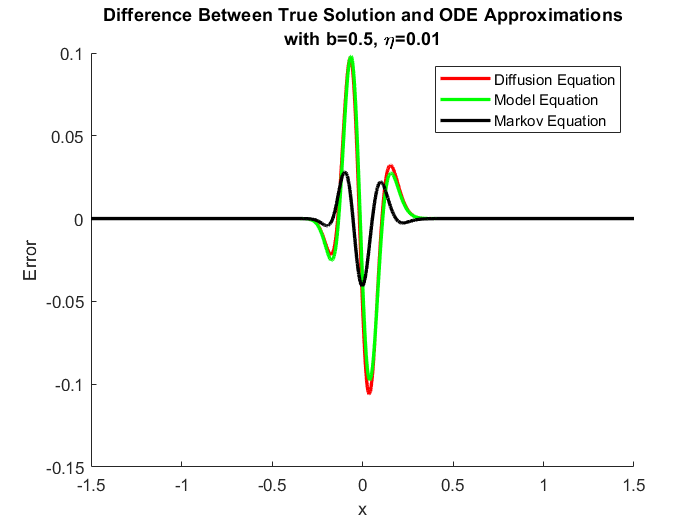 Difference Between True Solution and ODE Approximations
with b=0.5, η=0.01
Diffusion Equation
Model Equation
Markov Equation
0.1
0.05
0
-0.05
-0.1
-0.15
Error
-1.5
-1
-0.5
0
0.5
1
1.5
x